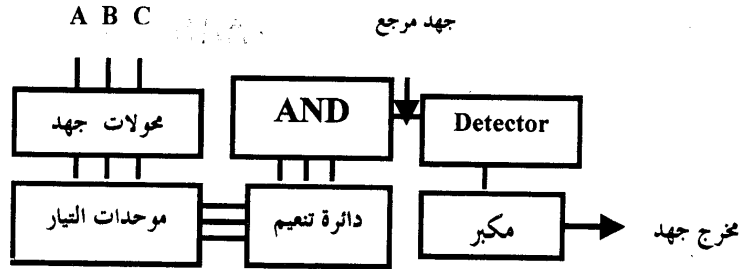 A B C
جهد مرجع
محولات جهد
AND
Detector
موحدات التيار
دائرة تنعيم
مكبر
مخرج جهد